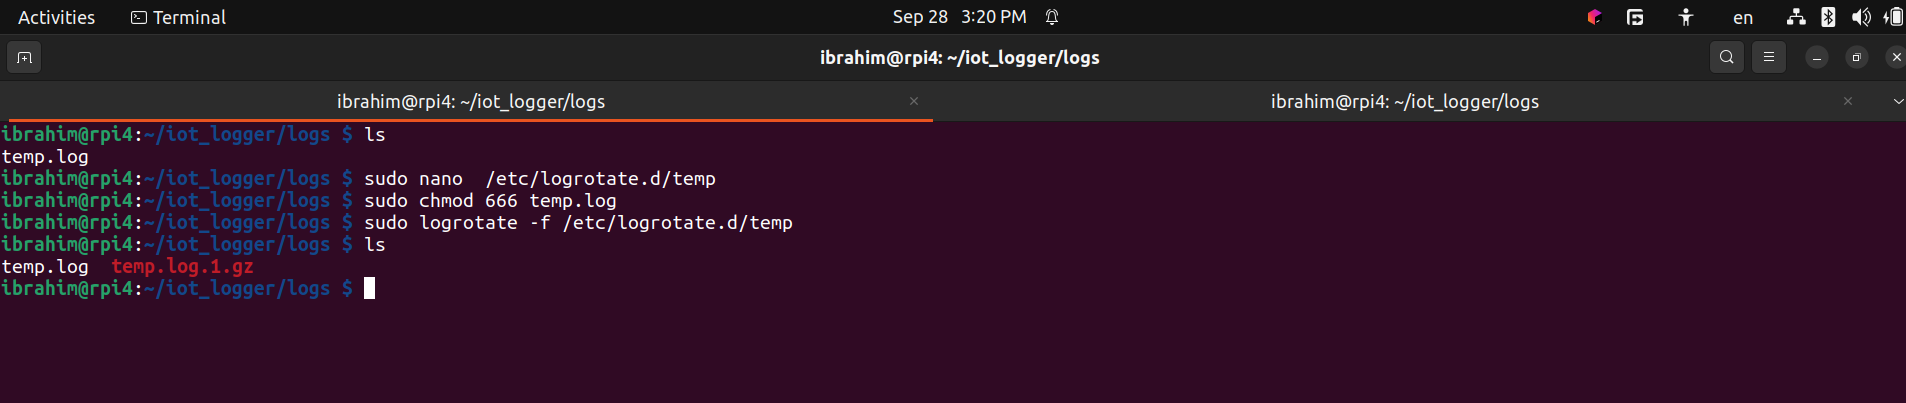 Activities Terminal Sep 28 3:20 PM en
ibrahim@rpi4: ~/iot_logger/logs
ibrahim@rpi4: ~/iot_logger/logs × ibrahim@rpi4: ~/iot_logger/logs ×
ibrahim@rpi4:~/iot_logger/logs $ ls
temp.log
ibrahim@rpi4:~/iot_logger/logs $ sudo nano  /etc/logrotate.d/temp
ibrahim@rpi4:~/iot_logger/logs $ sudo chmod 666 temp.log
ibrahim@rpi4:~/iot_logger/logs $ sudo logrotate -f /etc/logrotate.d/temp
ibrahim@rpi4:~/iot_logger/logs $ ls
temp.log  temp.log.1.gz
ibrahim@rpi4:~/iot_logger/logs $